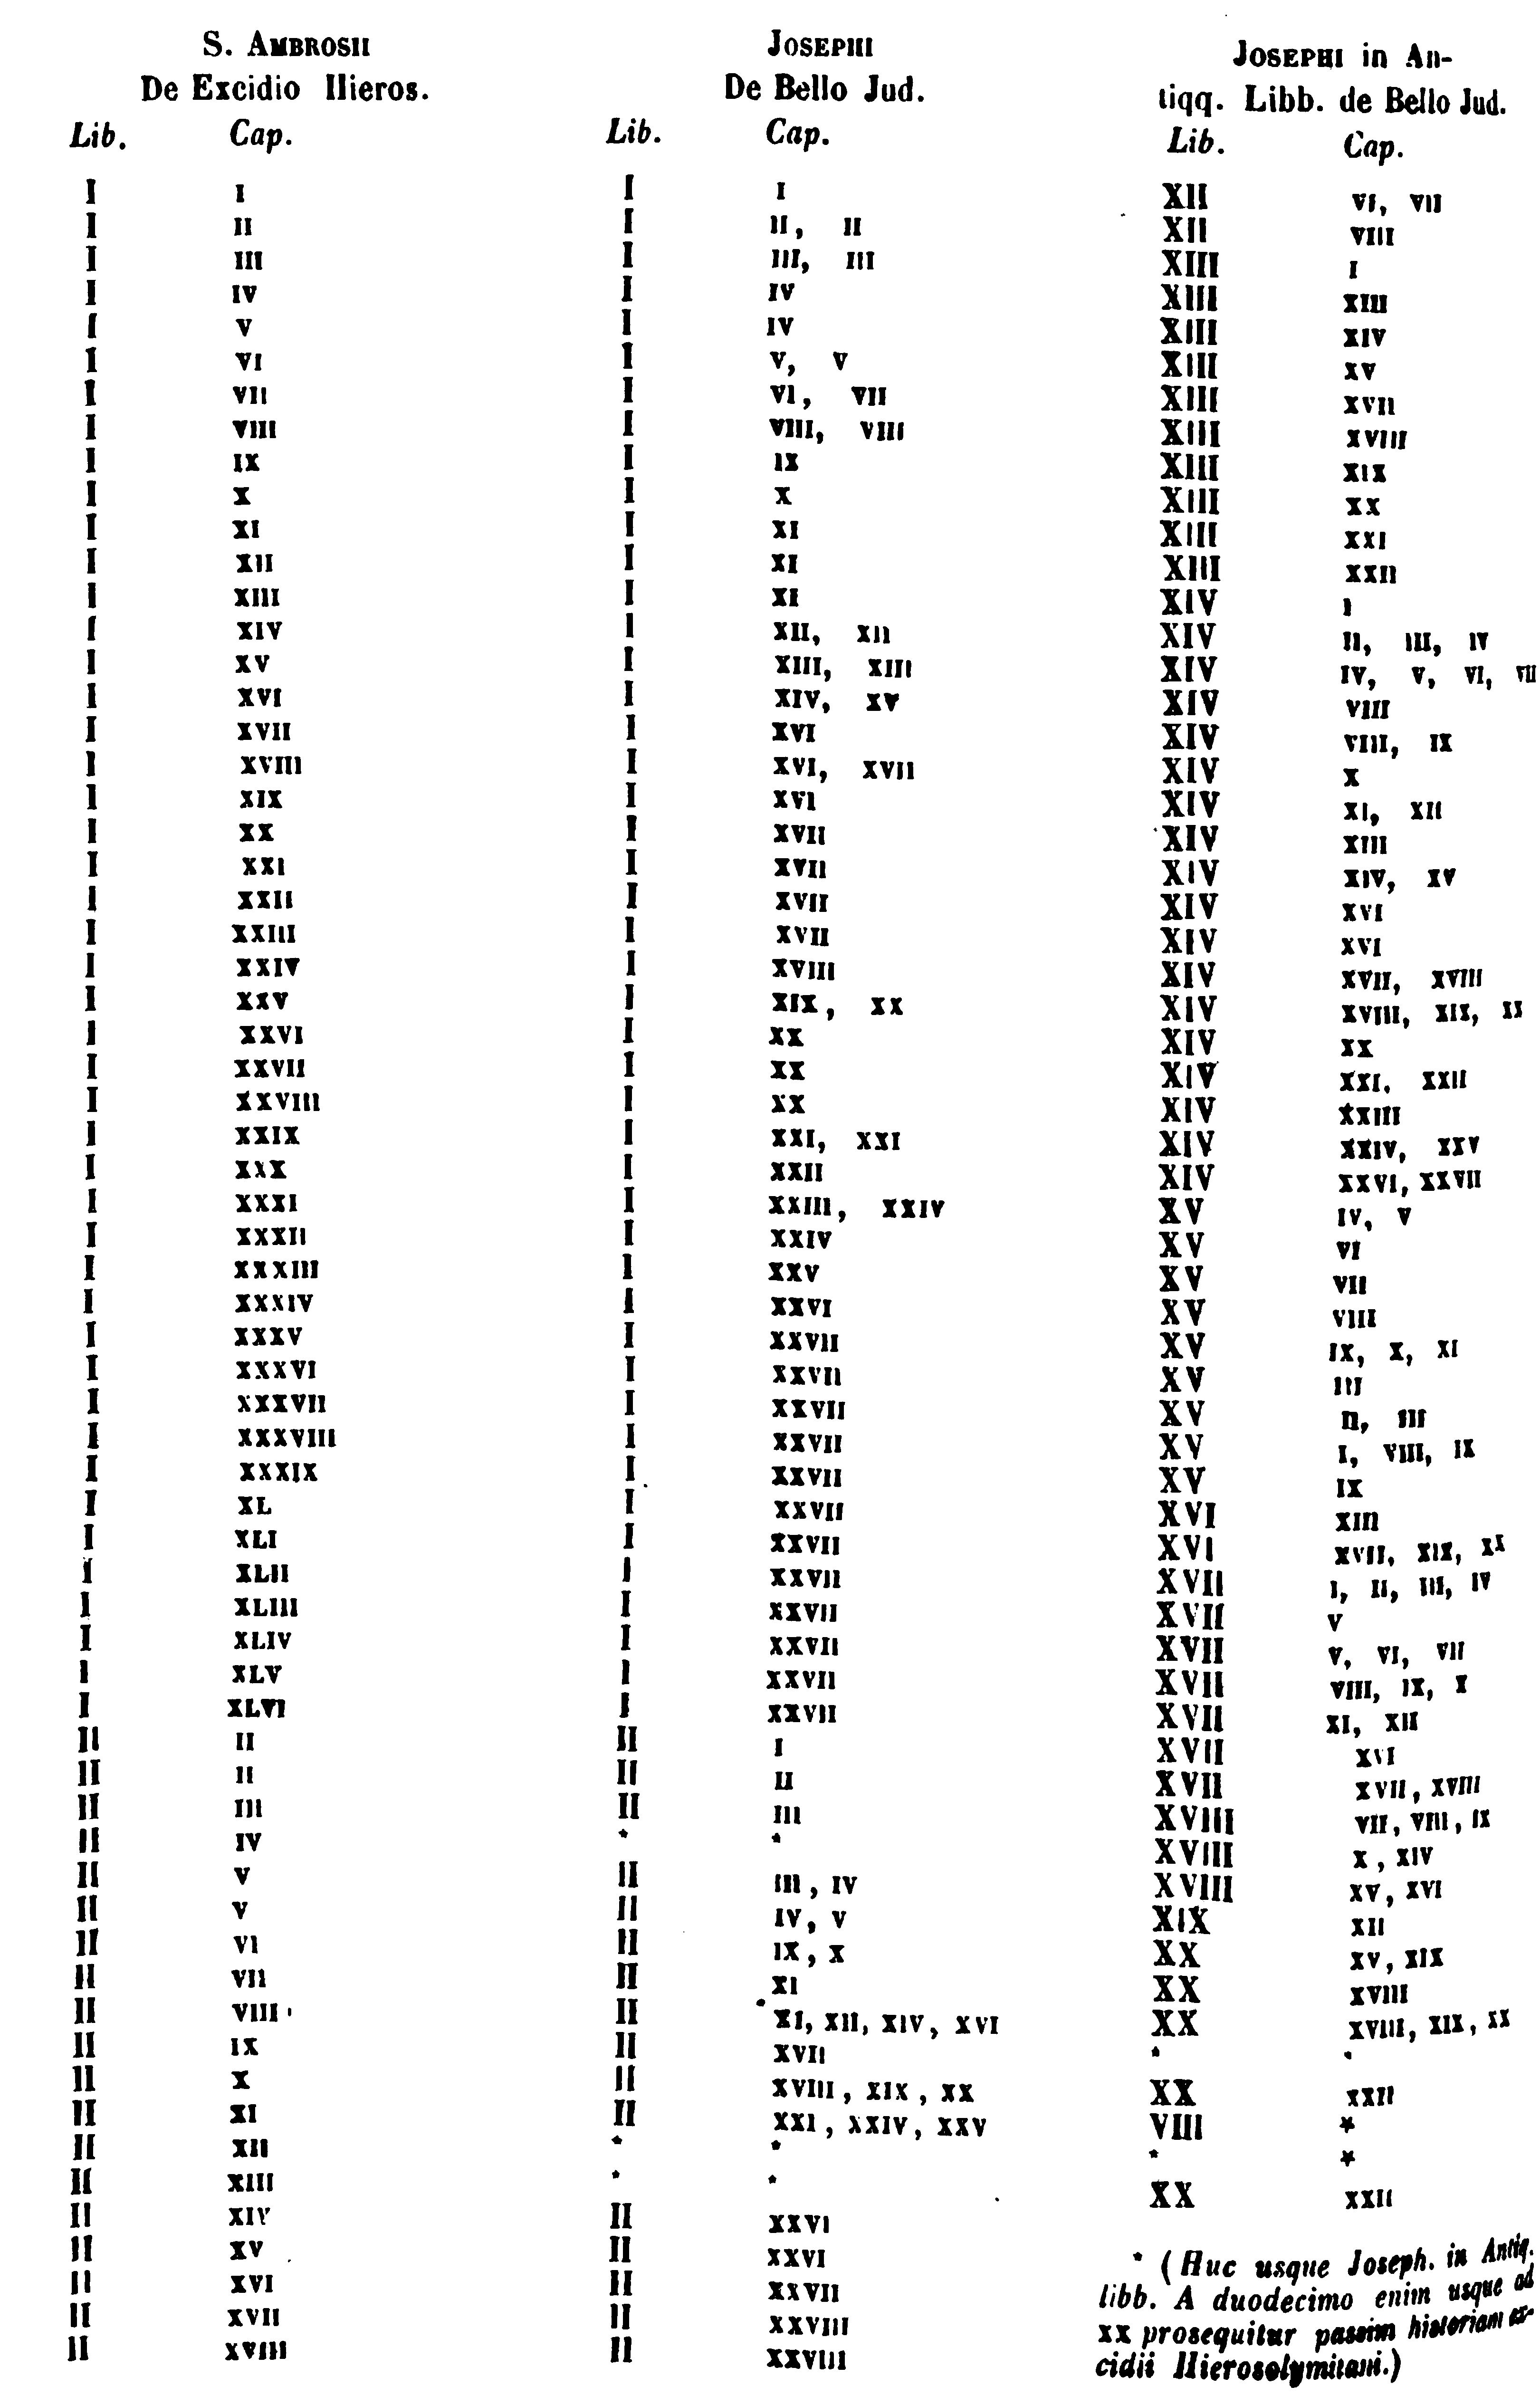 S. AMBROSII JOSEPHI JOSEPHI in An-
De Excidio Hieros. De Bello Jud. tiqq. Libb. de Bello Jud.
Lib. Cap. Lib. Cap. Lib. Cap.
I I I I XII VI, VII
I II I II, II XII VIII
I III I III, III XIII I
I IV I IV XIII XIII
I V I IV XIII XIV
I VI I V, V XIII XV
I VII I VI, VII XIII XVII
I VIII I VIII, VIII XIII XVIII
I IX I IX XIII XIX
I X I X XIII XX
I XI I XI XIII XXI
I XII I XI XIII XXII
I XIII I XI XIV I
I XIV I XII, XII XIV II, III, IV
I XV I XIII, XIII XIV IV, V, VI, VII
I XVI I XIV, XV XIV VIII
I XVII I XVI XIV VIII, IX
I XVIII I XVI, XVII XIV X
I XIX I XVI XIV XI, XII
I XX I XVII XIV XIII
I XXI I XVII XIV XIV, XV
I XXII I XVII XIV XVI
I XXIII I XVII XIV XVI
I XXIV I XVIII XIV XVII, XVIII
I XXV I XIX, XX XIV XVIII, XIX, XX
I XXVI I XX XIV XX
I XXVII I XX XIV XXI, XXII
I XXVIII I XX XIV XXIII
I XXIX I XXI, XXI XIV XXIV, XXV
I XXX I XXII XIV XXVI, XXVII
I XXXI I XXIII, XXIV XV IV, V
I XXXII I XXIV XV VI
I XXXIII I XXV XV VII
I XXXIV I XXVI XV VIII
I XXXV I XXVII XV IX, X, XI
I XXXVI I XXVII XV III
I XXXVII I XXVII XV II, III
I XXXVIII I XXVII XV I, VIII, IX
I XXXIX I XXVII XV IX
I XL I XXVII XVI XIII
I XLI I XXVII XVI XVII, XIX, XX
I XLII I XXVII XVII I, II, III, IV
I XLIII I XXVII XVII V
I XLIV I XXVII XVII V, VI, VII
I XLV I XXVII XVII VIII, IX, X
I XLVI I XXVII XVII XI, XII
II II II I XVII XVI
II II II II XVII XVII, XVIII
II III II III XVIII VII, VIII, IX
II IV * * XVIII X, XIV
II V II III, IV XVIII XV, XVI
II V II IV, V XIX XII
II VI II IX, X XX XV, XIX
II VII II XI XX XVIII
II VIII II XI, XII, XIV, XVI XX XVIII, XIX, XX
II IX II XVII * *
II X II XVIII, XIX, XX XX XXII
II XI II XXI, XXIV, XXV VIII *
II XII * * * *
II XIII * * XX XXII
II XIV II XXVI
II XV II XXVI
II XVI II XXVII
II XVII II XXVIII
II XVIII II XXVIII
* (Huc usque Joseph. in Antiq.
libb. A duodecimo enim usque ad
XX prosequitur passim historiam ex-
cidii Hierosolymitani.)